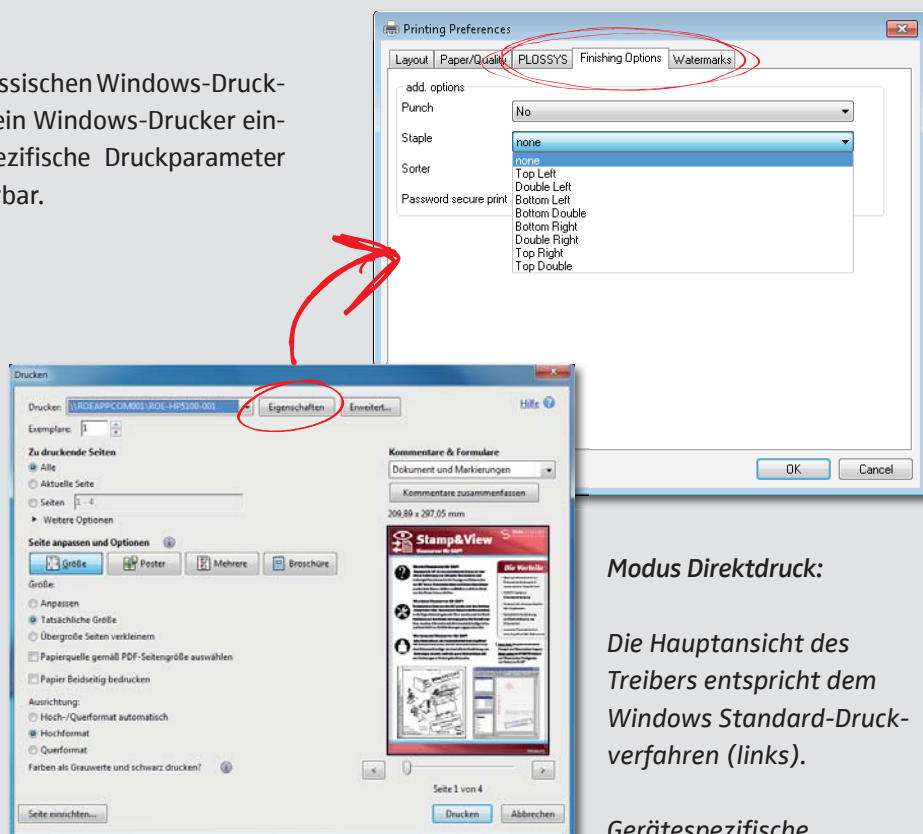 ssischen Windows-Druck-
ein Windows-Drucker ein-
ezifische Druckparameter
rbar.
Printing Preferences
Layout Paper/Quality PLOSSYS Finishing Options Watermarks
add. options
Punch No
Staple none
none
Top Left
Sorter
Double Left
Password secure print Bottom Left
Bottom Double
Bottom Right
Double Right
Top Right
Top Double
OK Cancel
Drucken
Drucker: \\ROEAPPCOM001\ROE-HP5100-001 Eigenschaften Erweitert... Hilfe
Exemplare: 1
Zu druckende Seiten
Alle
Aktuelle Seite
Seiten 1 - 4
Weitere Optionen
Seite anpassen und Optionen
Größe Poster Mehrere Broschüre
Größe:
Anpassen
Tatsächliche Größe
Übergroße Seiten verkleinern
Papierquelle gemäß PDF-Seitengröße auswählen
Papier Beidseitig bedrucken
Ausrichtung:
Hoch-/Querformat automatisch
Hochformat
Querformat
Farben als Grauwerte und schwarz drucken?
Seite einrichten...
Kommentare & Formulare
Dokument und Markierungen
Kommentare zusammenfassen
209,89 x 297,05 mm
Stamp&View
Die Vorteile
< >
Seite 1 von 4
Drucken Abbrechen
Modus Direktdruck:
Die Hauptansicht des
Treibers entspricht dem
Windows Standard-Druck-
verfahren (links).
Gerätespezifische